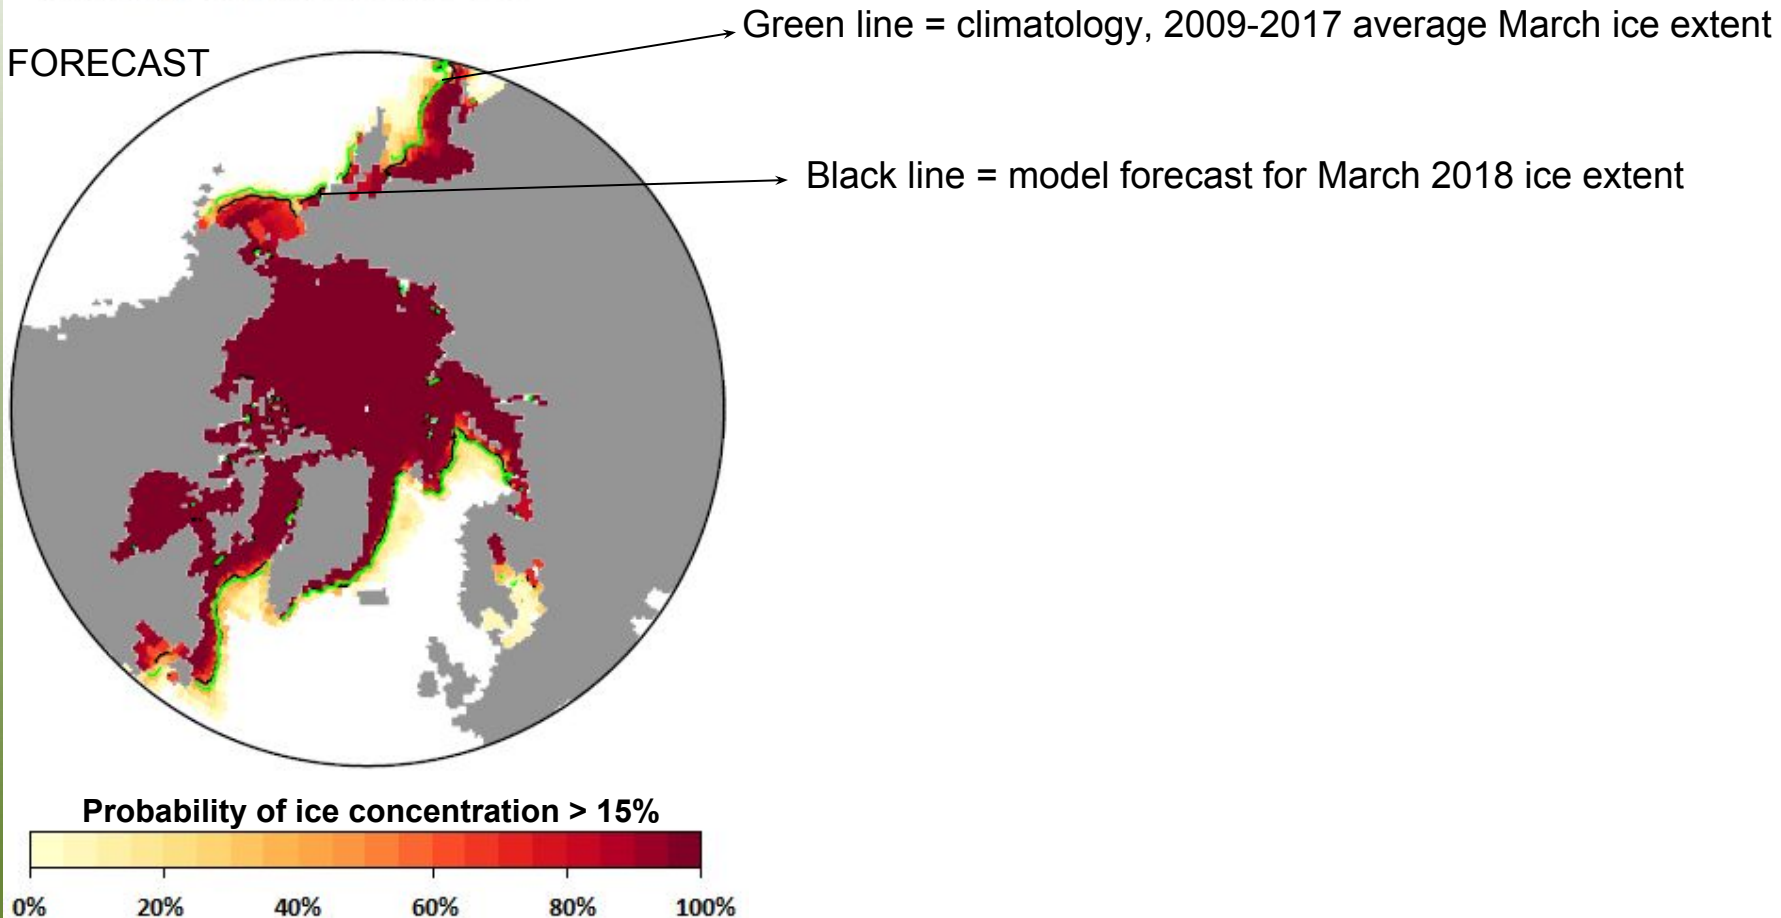 Green line = climatology, 2009-2017 average March ice extent
FORECAST
Black line = model forecast for March 2018 ice extent
Probability of ice concentration > 15%
0% 20% 40% 60% 80% 100%